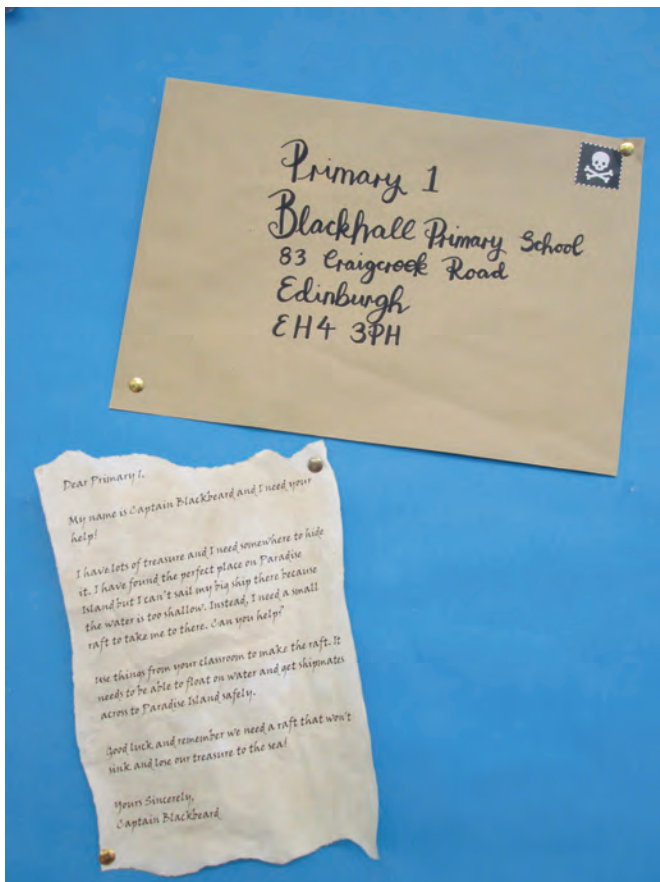 Primary 1
Blackhall Primary School
83 Craigcrook Road
Edinburgh
EH4 3PH
Dear Primary 1,
My name is Captain Blackbeard and I need your
help!
I have lots of treasure and I need somewhere to hide
it. I have found the perfect place on Paradise
Island but I can't sail my big ship there because
the water is too shallow. Instead, I need a small
raft to take me to there. Can you help?
Use things from your classroom to make the raft. It
needs to be able to float on water and get shipmates
across to Paradise Island safely.
Good luck and remember we need a raft that won't
sink and lose our treasure to the sea!
Yours Sincerely,
Captain Blackbeard